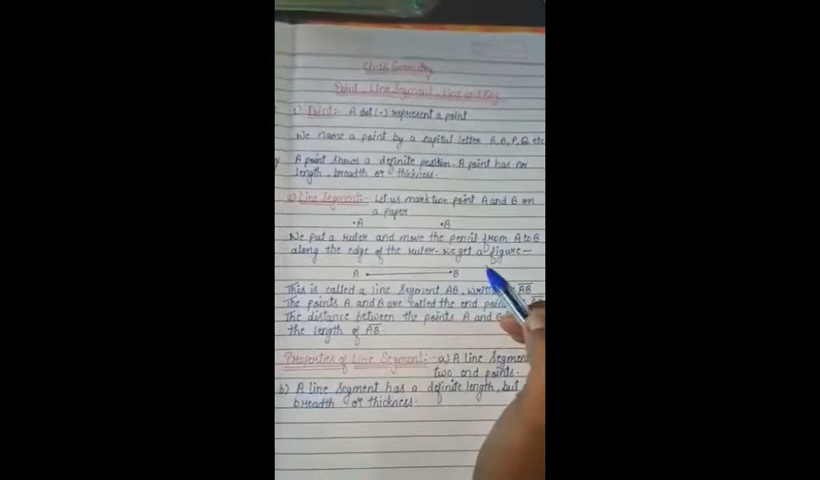 Ch-15 Geometry
Point, Line Segment, Line and Ray
1) Point:- A dot (-) represent a point
We name a point by a capital letter A, B, P, Q etc
A point shows a definite position. A point has no
length, breadth or thickness.
2) Line Segment:- Let us mark two point A and B on
a paper
•A •B
We put a ruler and move the pencil from A to B
along the edge of the ruler. We get a figure—
A B
This is called a line segment AB, AB
The points A and B are called the end
The distance between the points A and B
the length of AB.
Properties of Line Segment:- a) A line
two end points.
b) A line segment has a definite length, but
breadth or thickness.